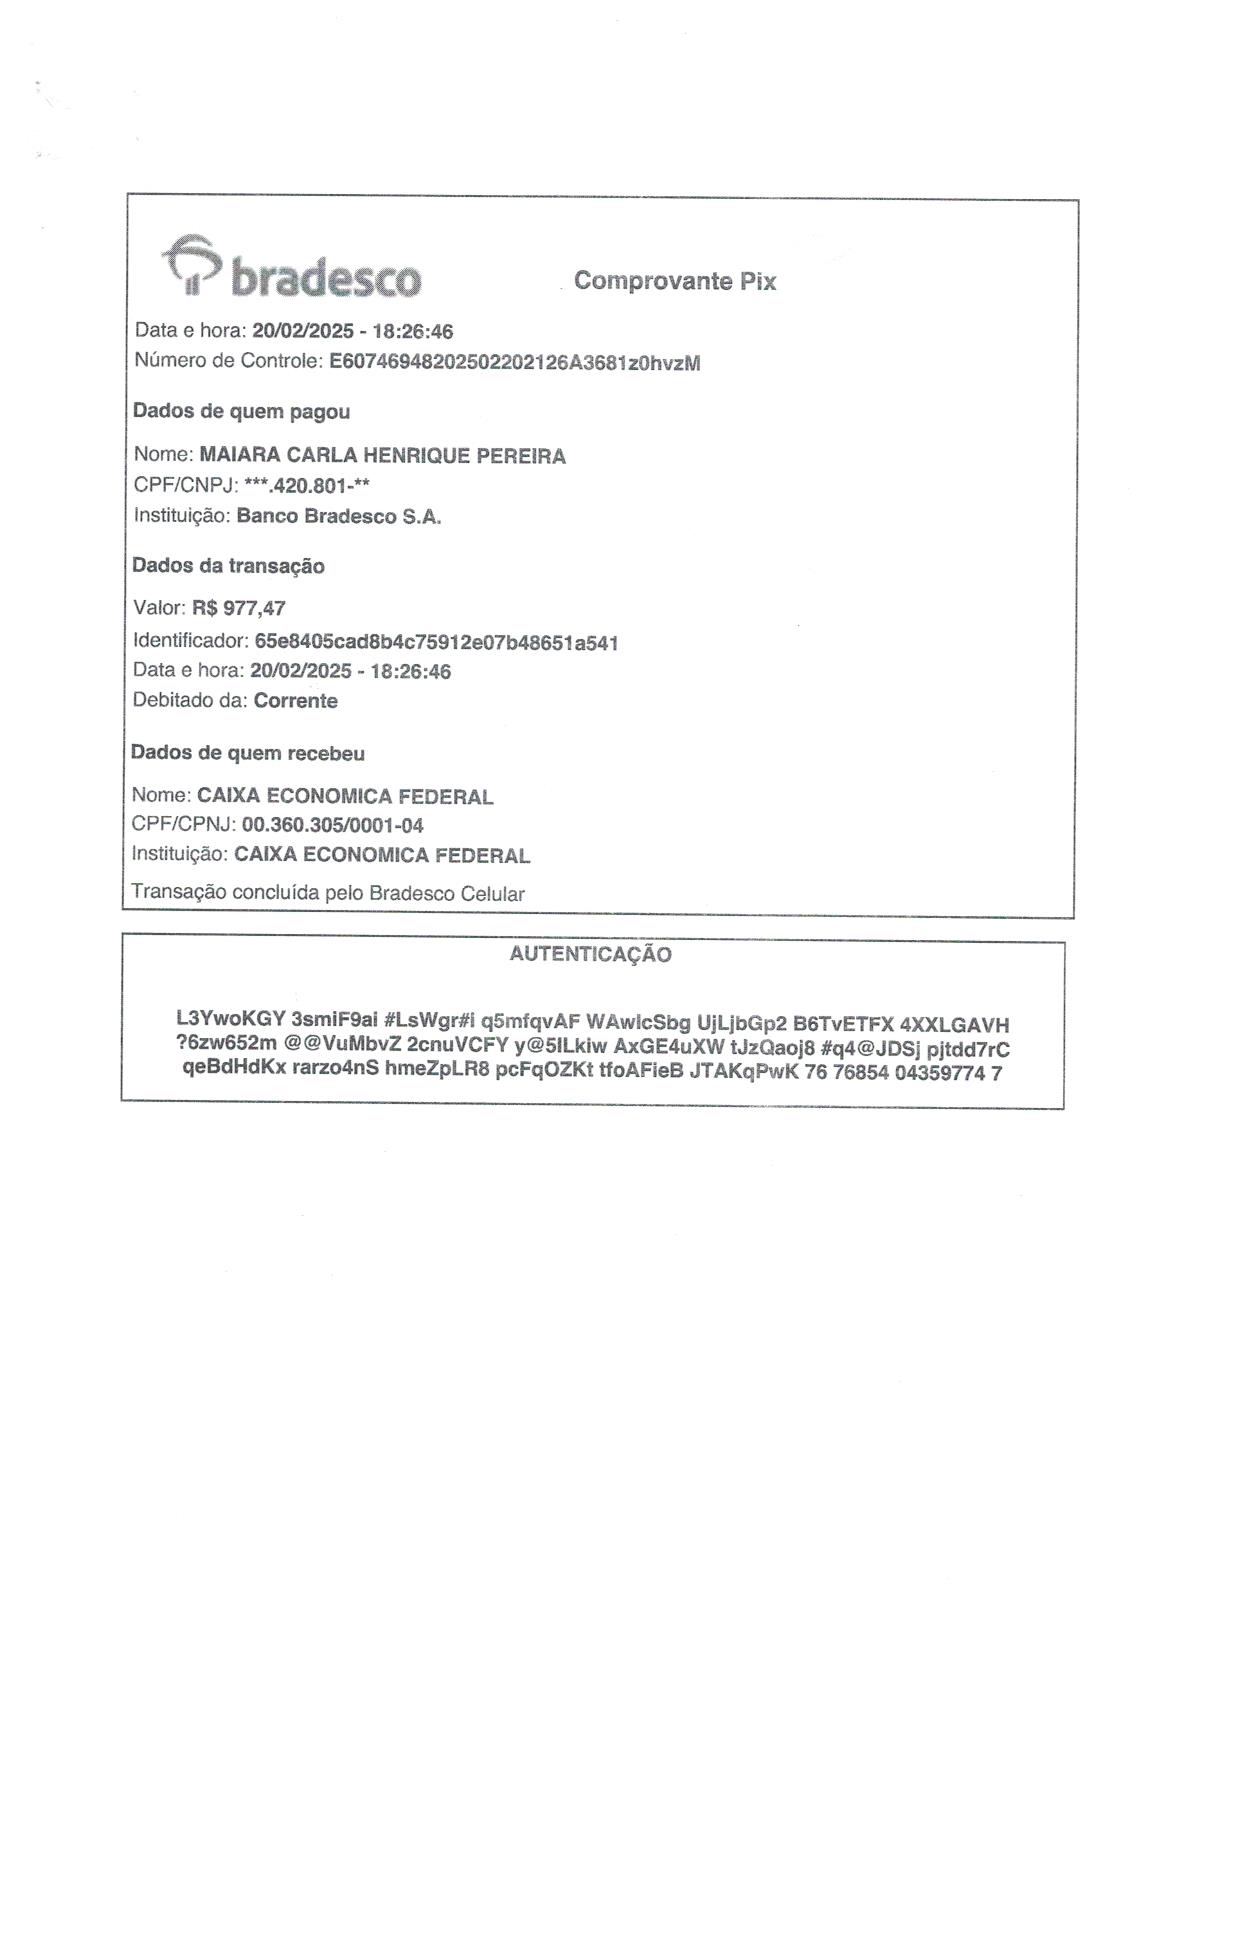 bradesco
Comprovante Pix
Data e hora: 20/02/2025 - 18:26:46
Número de Controle: E60746948202502202126A3681z0hvzM
Dados de quem pagou
Nome: MAIARA CARLA HENRIQUE PEREIRA
CPF/CNPJ: ***.420.801-**
Instituição: Banco Bradesco S.A.
Dados da transação
Valor: R$ 977,47
Identificador: 65e8405cad8b4c75912e07b48651a541
Data e hora: 20/02/2025 - 18:26:46
Debitado da: Corrente
Dados de quem recebeu
Nome: CAIXA ECONOMICA FEDERAL
CPF/CPNJ: 00.360.305/0001-04
Instituição: CAIXA ECONOMICA FEDERAL
Transação concluída pelo Bradesco Celular
AUTENTICAÇÃO
L3YwoKGY 3smiF9ai #LsWgr#i q5mfqvAF WAwIcSbg UjLjbGp2 B6TvETFX 4XXLGAVH
?6zw652m @@VuMbvZ 2cnuVCFY y@5ILkiw AxGE4uXW tJzQaoj8 #q4@JDSj pjtdd7rC
qeBdHdKx rarzo4nS hmeZpLR8 pcFqOZKt tfoAFieB JTAKqPwK 76 76854 04359774 7